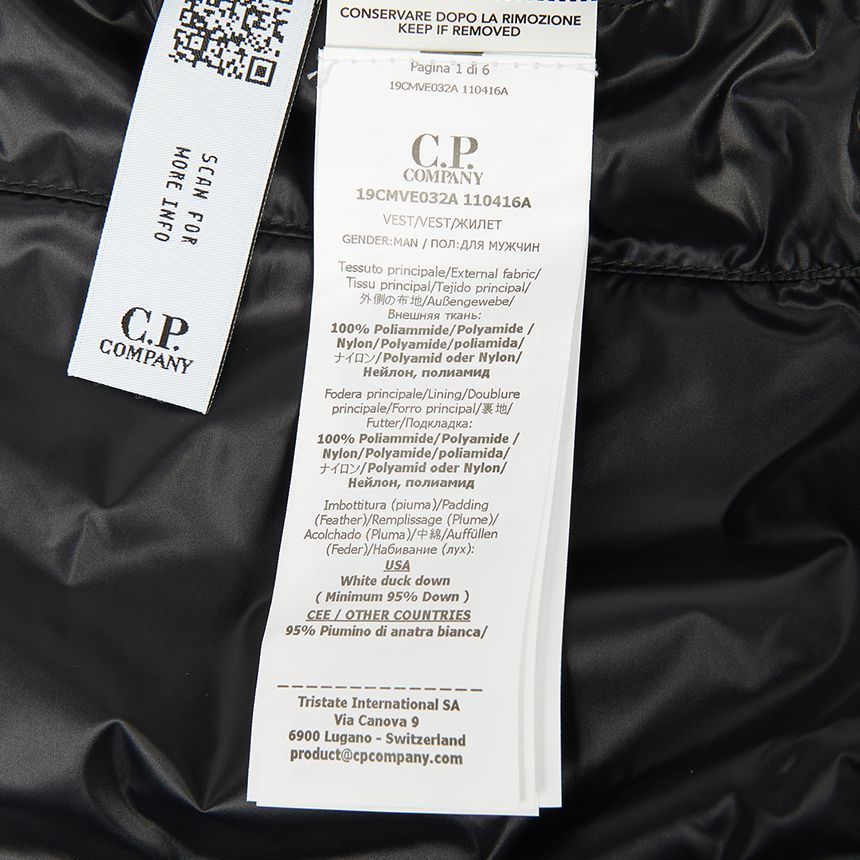 CONSERVARE DOPO LA RIMOZIONE
KEEP IF REMOVED
Pagina 1 di 6
19CMVE032A 110416A
C.P.
COMPANY
19CMVE032A 110416A
VEST/VEST/ЖИЛЕТ
GENDER:MAN / ПОЛ:ДЛЯ МУЖЧИН
Tessuto principale/External fabric/
Tissu principal/Tejido principal/
外側の布地/Außengewebe/
Внешняя ткань:
100% Poliammide/Polyamide /
Nylon/Polyamide/poliamida/
ナイロン/Polyamid oder Nylon/
Нейлон, полиамид
Fodera principale/Lining/Doublure
principale/Forro principal/裏地/
Futter/Подкладка:
100% Poliammide/Polyamide /
Nylon/Polyamide/poliamida/
ナイロン/Polyamid oder Nylon/
Нейлон, полиамид
Imbottitura (piuma)/Padding
(Feather)/Remplissage (Plume)/
Acolchado (Pluma)/中綿/Auffüllen
(Feder)/Набивание (лух):
USA
White duck down
( Minimum 95% Down )
CEE / OTHER COUNTRIES
95% Piumino di anatra bianca/
Tristate International SA
Via Canova 9
6900 Lugano - Switzerland
product@cpcompany.com
SCAN FOR
MORE INFO
C.P.
COMPANY